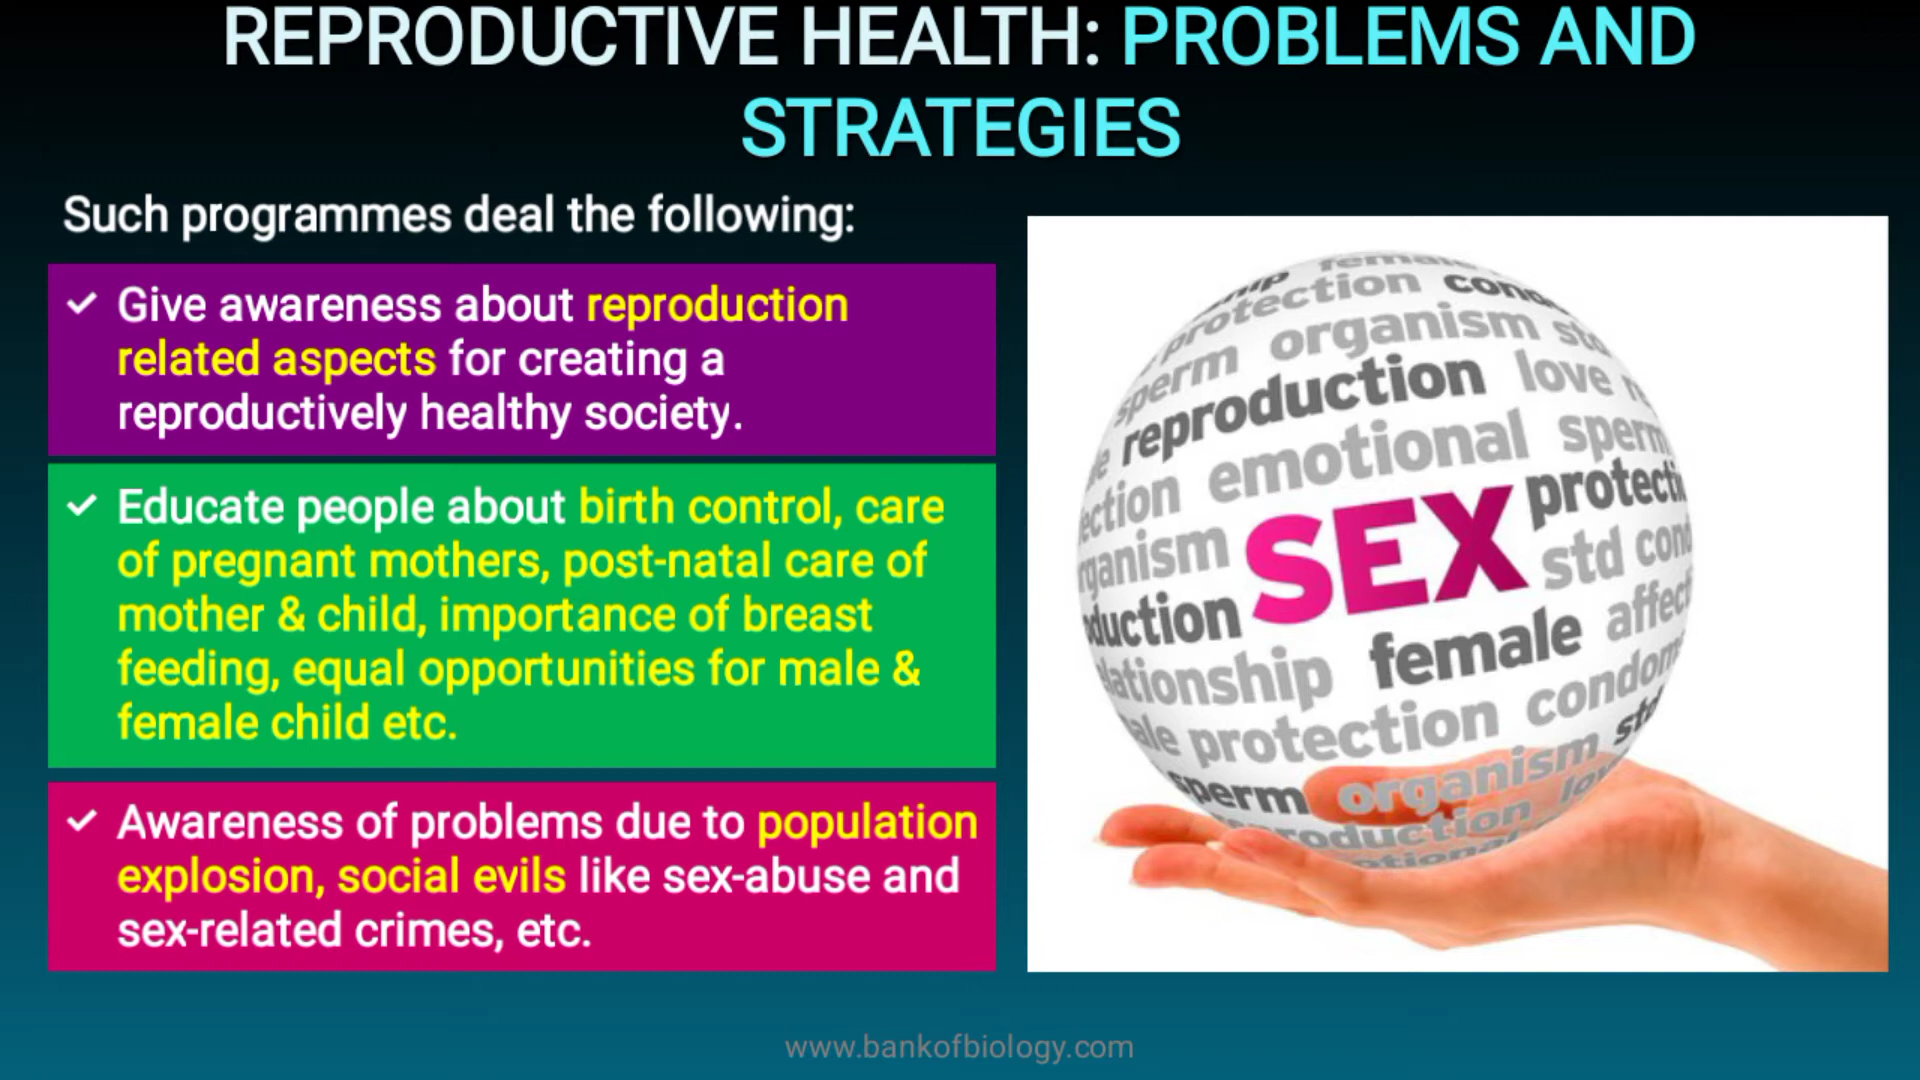 REPRODUCTIVE HEALTH: PROBLEMS AND
STRATEGIES
Such programmes deal the following:
✓ Give awareness about reproduction
related aspects for creating a
reproductively healthy society.
✓ Educate people about birth control, care
of pregnant mothers, post-natal care of
mother & child, importance of breast
feeding, equal opportunities for male &
female child etc.
✓ Awareness of problems due to population
explosion, social evils like sex-abuse and
sex-related crimes, etc.
female
protection
organism
sperm
reproduction love
emotional sperm
SEX
std
female affect
protection condom
std
sperm organism
www.bankofbiology.com